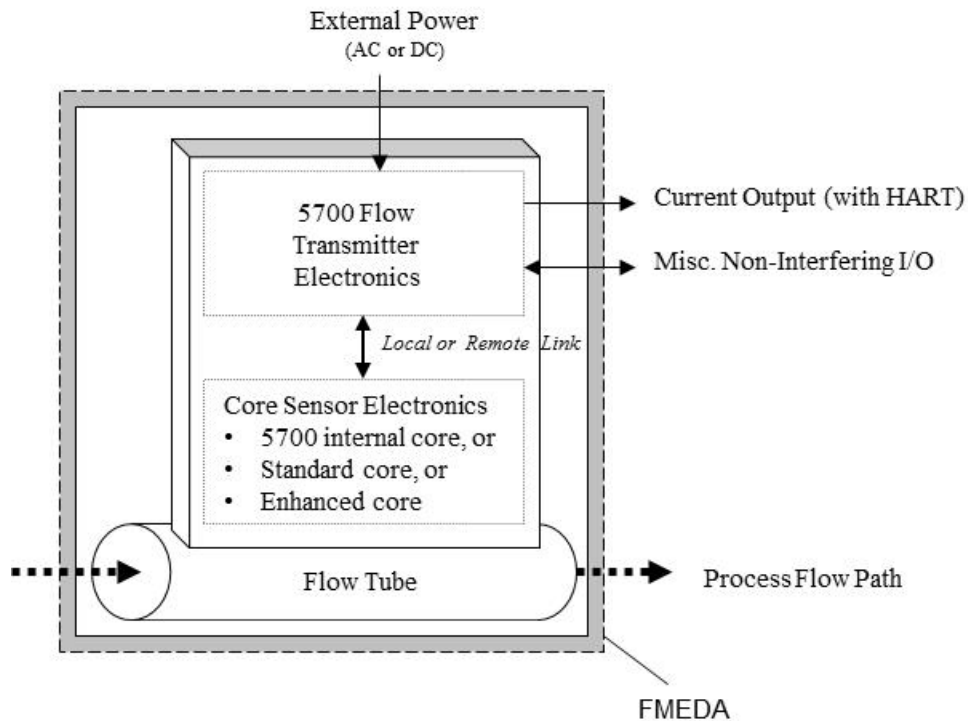 External Power
(AC or DC)
5700 Flow
Transmitter
Electronics
Current Output (with HART)
Misc. Non-Interfering I/O
Local or Remote Link
Core Sensor Electronics
• 5700 internal core, or
• Standard core, or
• Enhanced core
Flow Tube
Process Flow Path
FMEDA